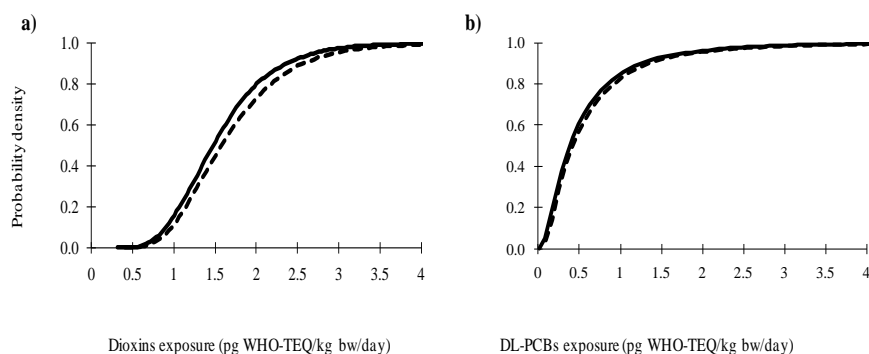 a)
Probability density
1.0
0.8
0.6
0.4
0.2
0.0
0 0.5 1 1.5 2 2.5 3 3.5 4
Dioxins exposure (pg WHO-TEQ/kg bw/day)
b)
1.0
0.8
0.6
0.4
0.2
0.0
0 0.5 1 1.5 2 2.5 3 3.5 4
DL-PCBs exposure (pg WHO-TEQ/kg bw/day)